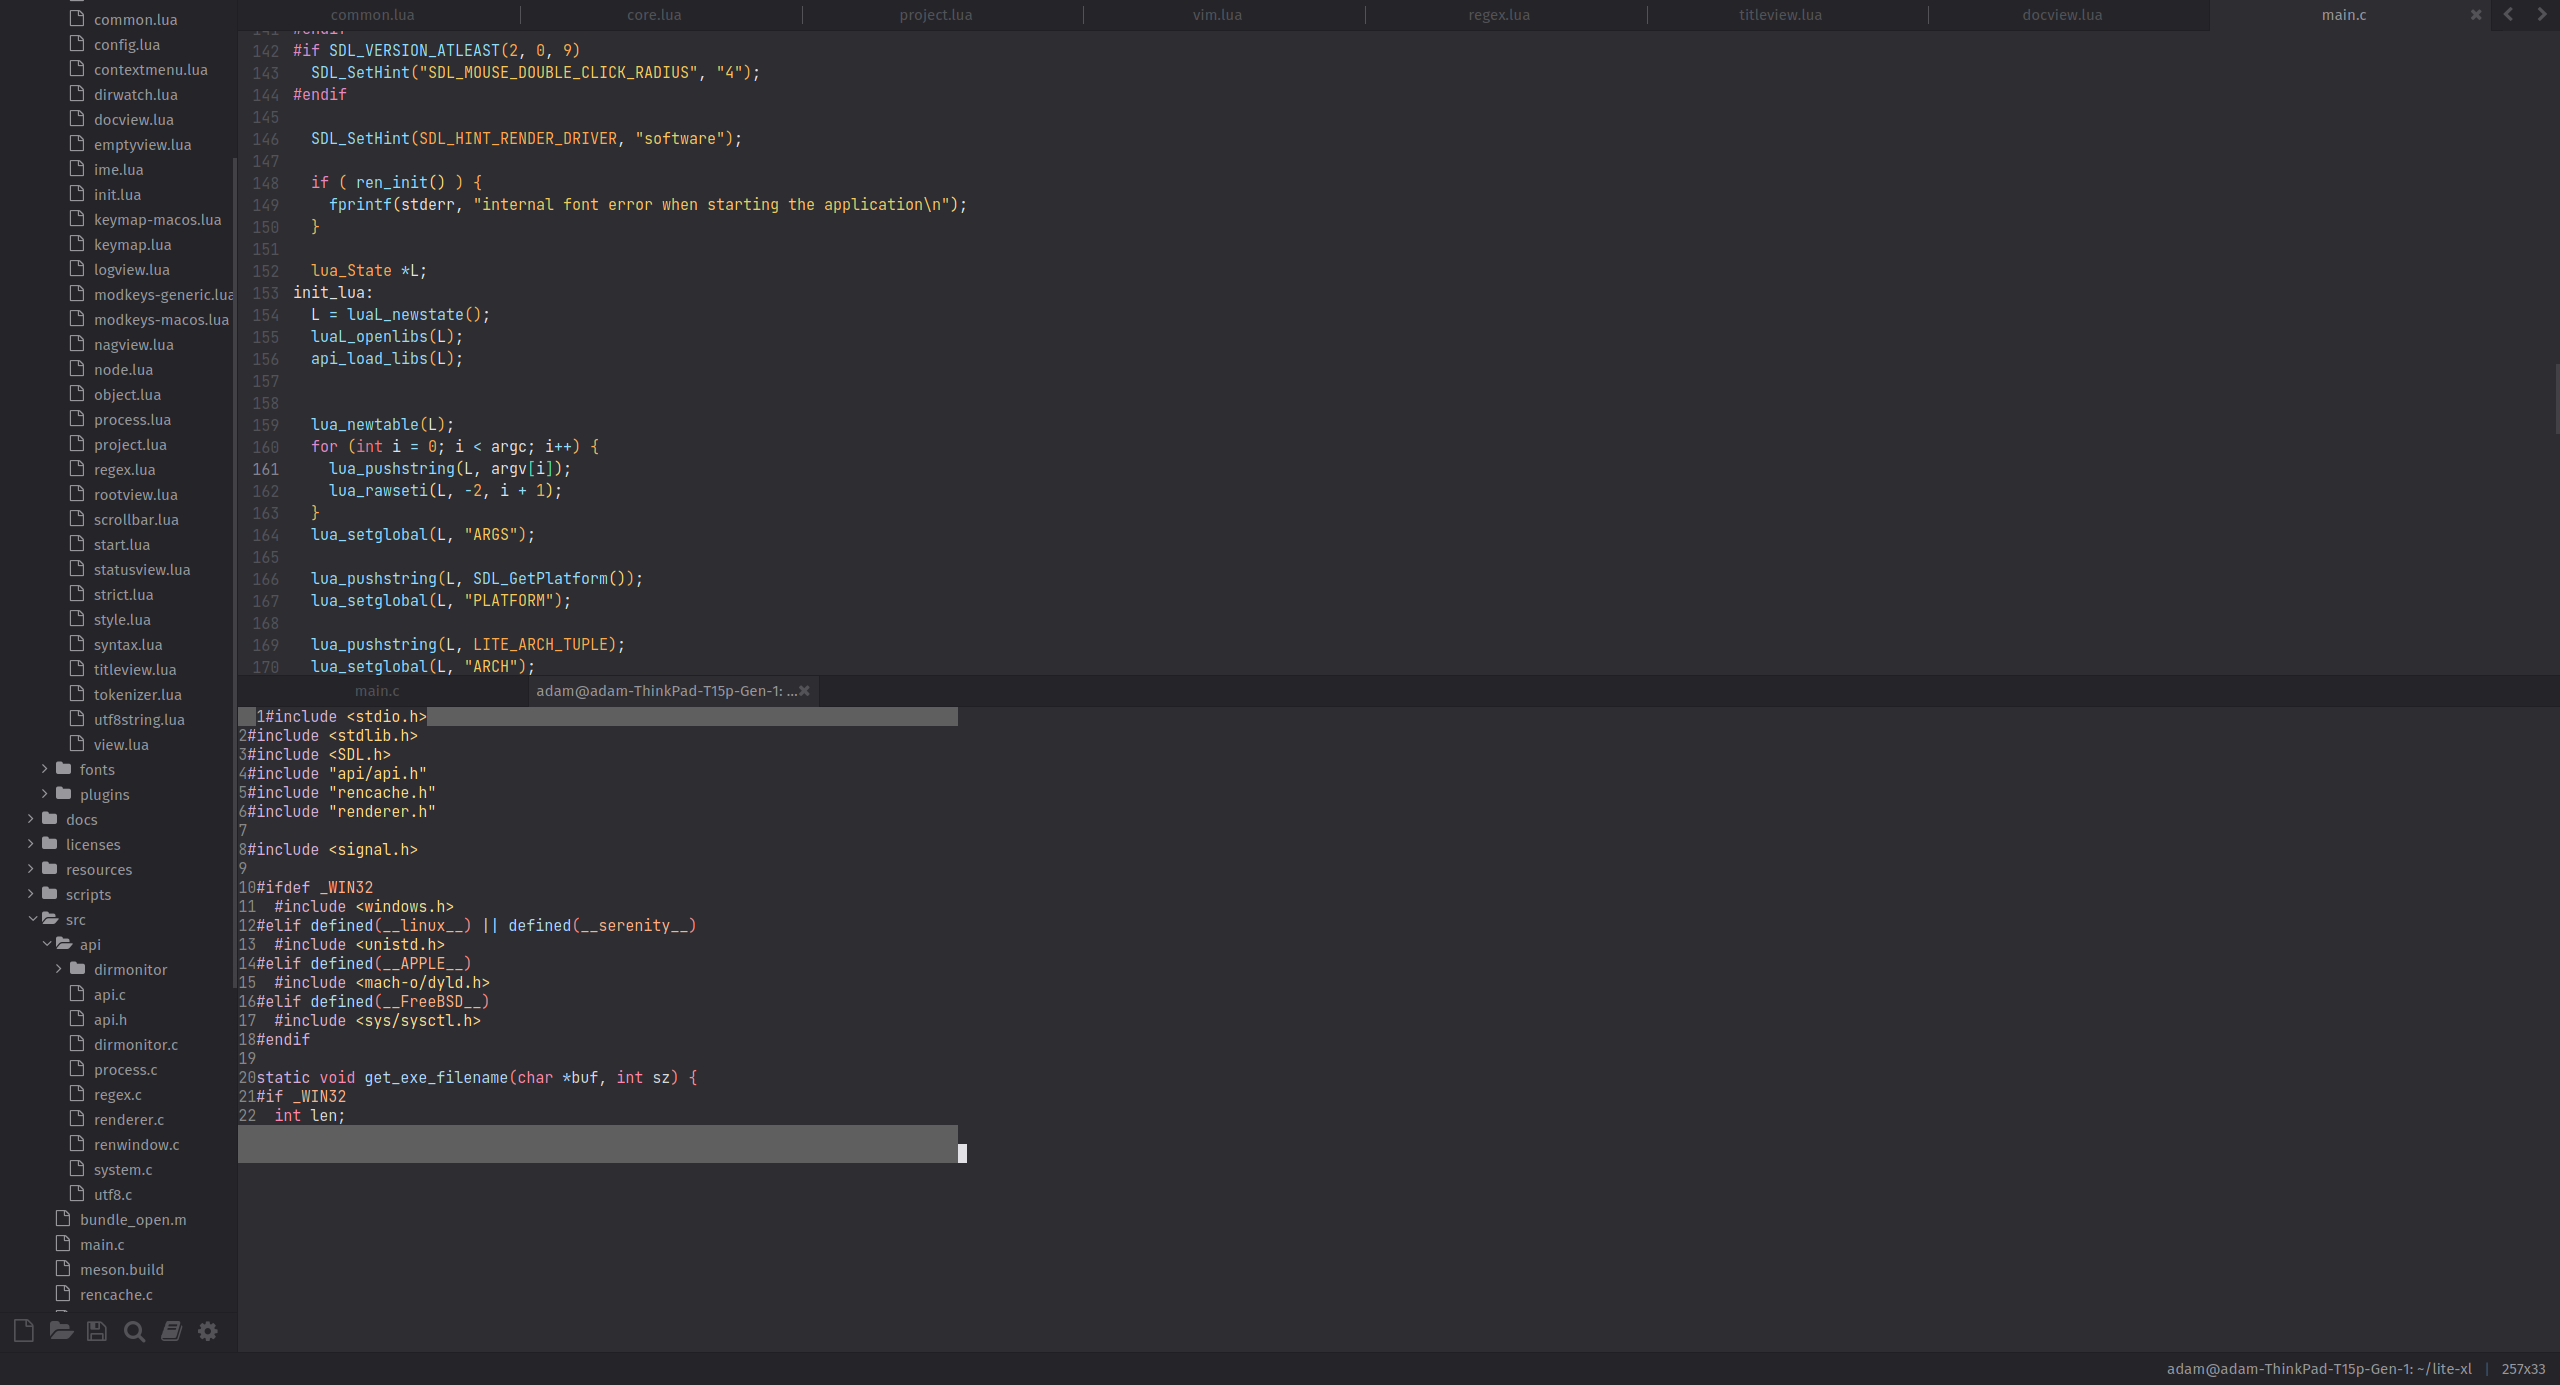 common.lua
config.lua
contextmenu.lua
dirwatch.lua
docview.lua
emptyview.lua
ime.lua
init.lua
keymap-macos.lua
keymap.lua
logview.lua
modkeys-generic.lua
modkeys-macos.lua
nagview.lua
node.lua
object.lua
process.lua
project.lua
regex.lua
rootview.lua
scrollbar.lua
start.lua
statusview.lua
strict.lua
style.lua
syntax.lua
titleview.lua
tokenizer.lua
utf8string.lua
view.lua
fonts
plugins
docs
licenses
resources
scripts
src
api
dirmonitor
api.c
api.h
dirmonitor.c
process.c
regex.c
renderer.c
renwindow.c
system.c
utf8.c
bundle_open.m
main.c
meson.build
rencache.c
common.lua core.lua project.lua vim.lua regex.lua titleview.lua docview.lua main.c
141 #endif
142 #if SDL_VERSION_ATLEAST(2, 0, 9)
143   SDL_SetHint("SDL_MOUSE_DOUBLE_CLICK_RADIUS", "4");
144 #endif
145
146   SDL_SetHint(SDL_HINT_RENDER_DRIVER, "software");
147
148   if ( ren_init() ) {
149     fprintf(stderr, "internal font error when starting the application\n");
150   }
151
152   lua_State *L;
153 init_lua:
154   L = luaL_newstate();
155   luaL_openlibs(L);
156   api_load_libs(L);
157
158
159   lua_newtable(L);
160   for (int i = 0; i < argc; i++) {
161     lua_pushstring(L, argv[i]);
162     lua_rawseti(L, -2, i + 1);
163   }
164   lua_setglobal(L, "ARGS");
165
166   lua_pushstring(L, SDL_GetPlatform());
167   lua_setglobal(L, "PLATFORM");
168
169   lua_pushstring(L, LITE_ARCH_TUPLE);
170   lua_setglobal(L, "ARCH");
main.c adam@adam-ThinkPad-T15p-Gen-1: ...
1#include <stdio.h>
2#include <stdlib.h>
3#include <SDL.h>
4#include "api/api.h"
5#include "rencache.h"
6#include "renderer.h"
7
8#include <signal.h>
9
10#ifdef _WIN32
11  #include <windows.h>
12#elif defined(__linux__) || defined(__serenity__)
13  #include <unistd.h>
14#elif defined(__APPLE__)
15  #include <mach-o/dyld.h>
16#elif defined(__FreeBSD__)
17  #include <sys/sysctl.h>
18#endif
19
20static void get_exe_filename(char *buf, int sz) {
21#if _WIN32
22  int len;
adam@adam-ThinkPad-T15p-Gen-1: ~/lite-xl | 257x33